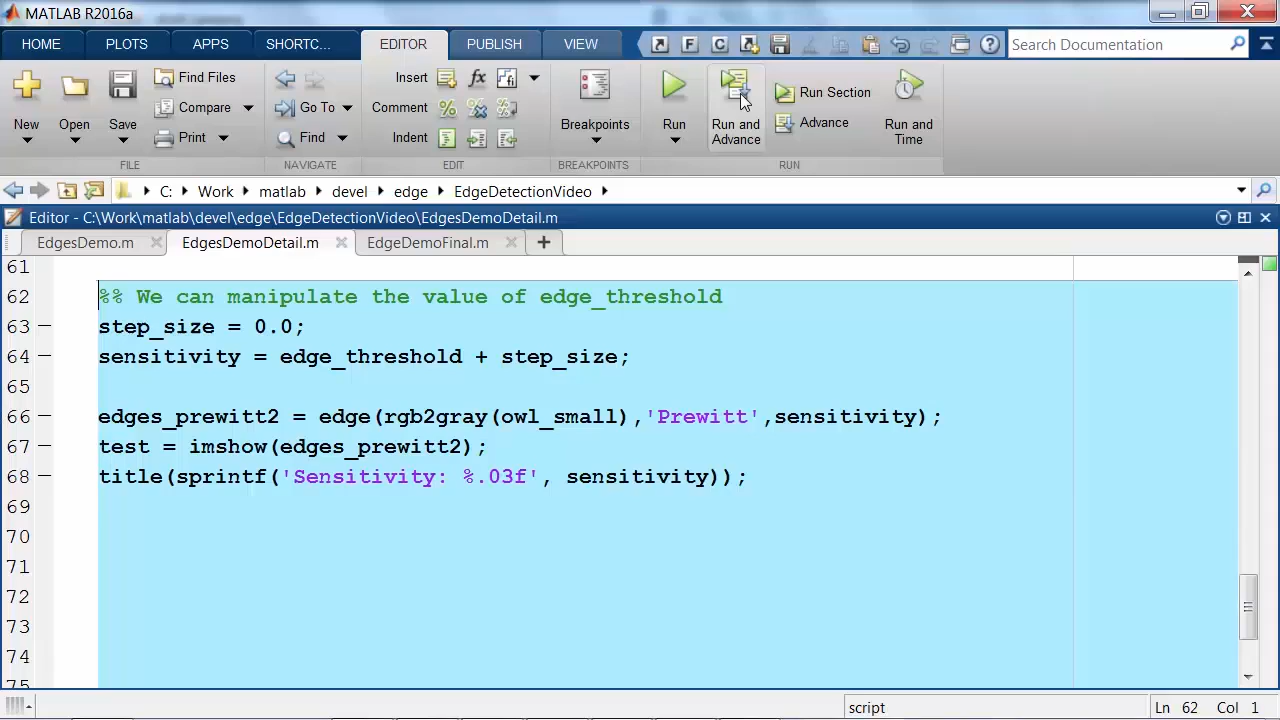 MATLAB R2016a
HOME PLOTS APPS SHORTC... EDITOR PUBLISH VIEW Search Documentation
New Open Save Find Files Compare Print
FILE
Go To Find
NAVIGATE
Insert fx Comment Indent
EDIT
Breakpoints
BREAKPOINTS
Run Run and Advance Run Section Advance Run and Time
RUN
C: Work matlab devel edge EdgeDetectionVideo
Editor - C:\Work\matlab\devel\edge\EdgeDetectionVideo\EdgesDemoDetail.m
EdgesDemo.m EdgesDemoDetail.m EdgeDemoFinal.m
61
62 %% We can manipulate the value of edge_threshold
63 step_size = 0.0;
64 sensitivity = edge_threshold + step_size;
65
66 edges_prewitt2 = edge(rgb2gray(owl_small),'Prewitt',sensitivity);
67 test = imshow(edges_prewitt2);
68 title(sprintf('Sensitivity: %.03f', sensitivity));
69
70
71
72
73
74
75
script Ln 62 Col 1